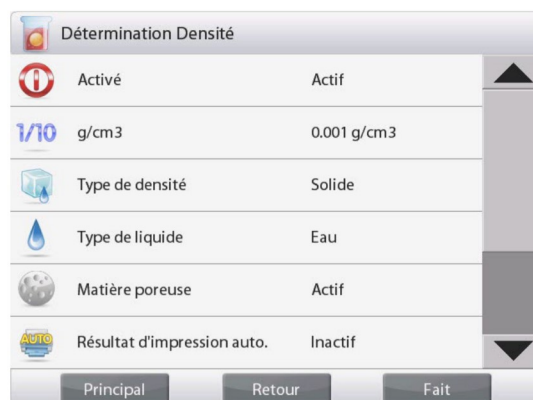 Détermination Densité
Activé Actif
1/10 g/cm3 0.001 g/cm3
Type de densité Solide
Type de liquide Eau
Matière poreuse Actif
AUTO Résultat d'impression auto. Inactif
Principal Retour Fait